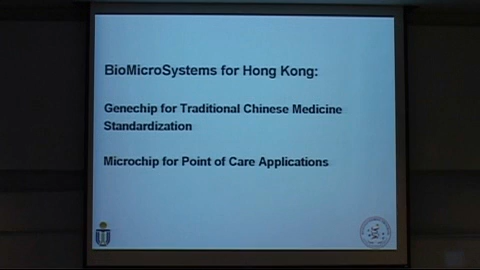 BioMicroSystems for Hong Kong:
Genechip for Traditional Chinese Medicine
Standardization
Microchip for Point of Care Applications